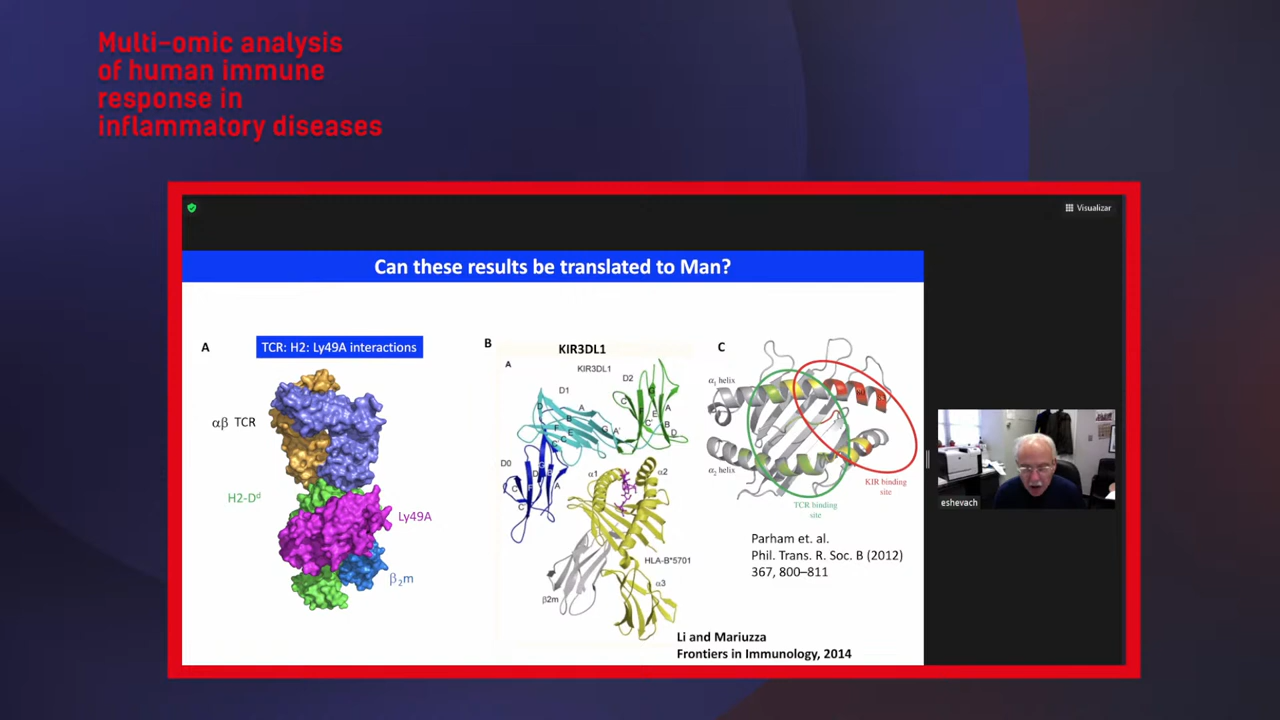 Multi-omic analysis
of human immune
response in
inflammatory diseases
Visualizar
Can these results be translated to Man?
A
TCR: H2: Ly49A interactions
αβ TCR
H2-Dᵈ
Ly49A
β₂m
B
KIR3DL1
A
KIR3DL1
D1
D2
D0
α1
α2
HLA-B*5701
α3
β2m
C
α₁ helix
α₂ helix
KIR binding
site
TCR binding
site
Parham et. al.
Phil. Trans. R. Soc. B (2012)
367, 800–811
Li and Mariuzza
Frontiers in Immunology, 2014
eshevach